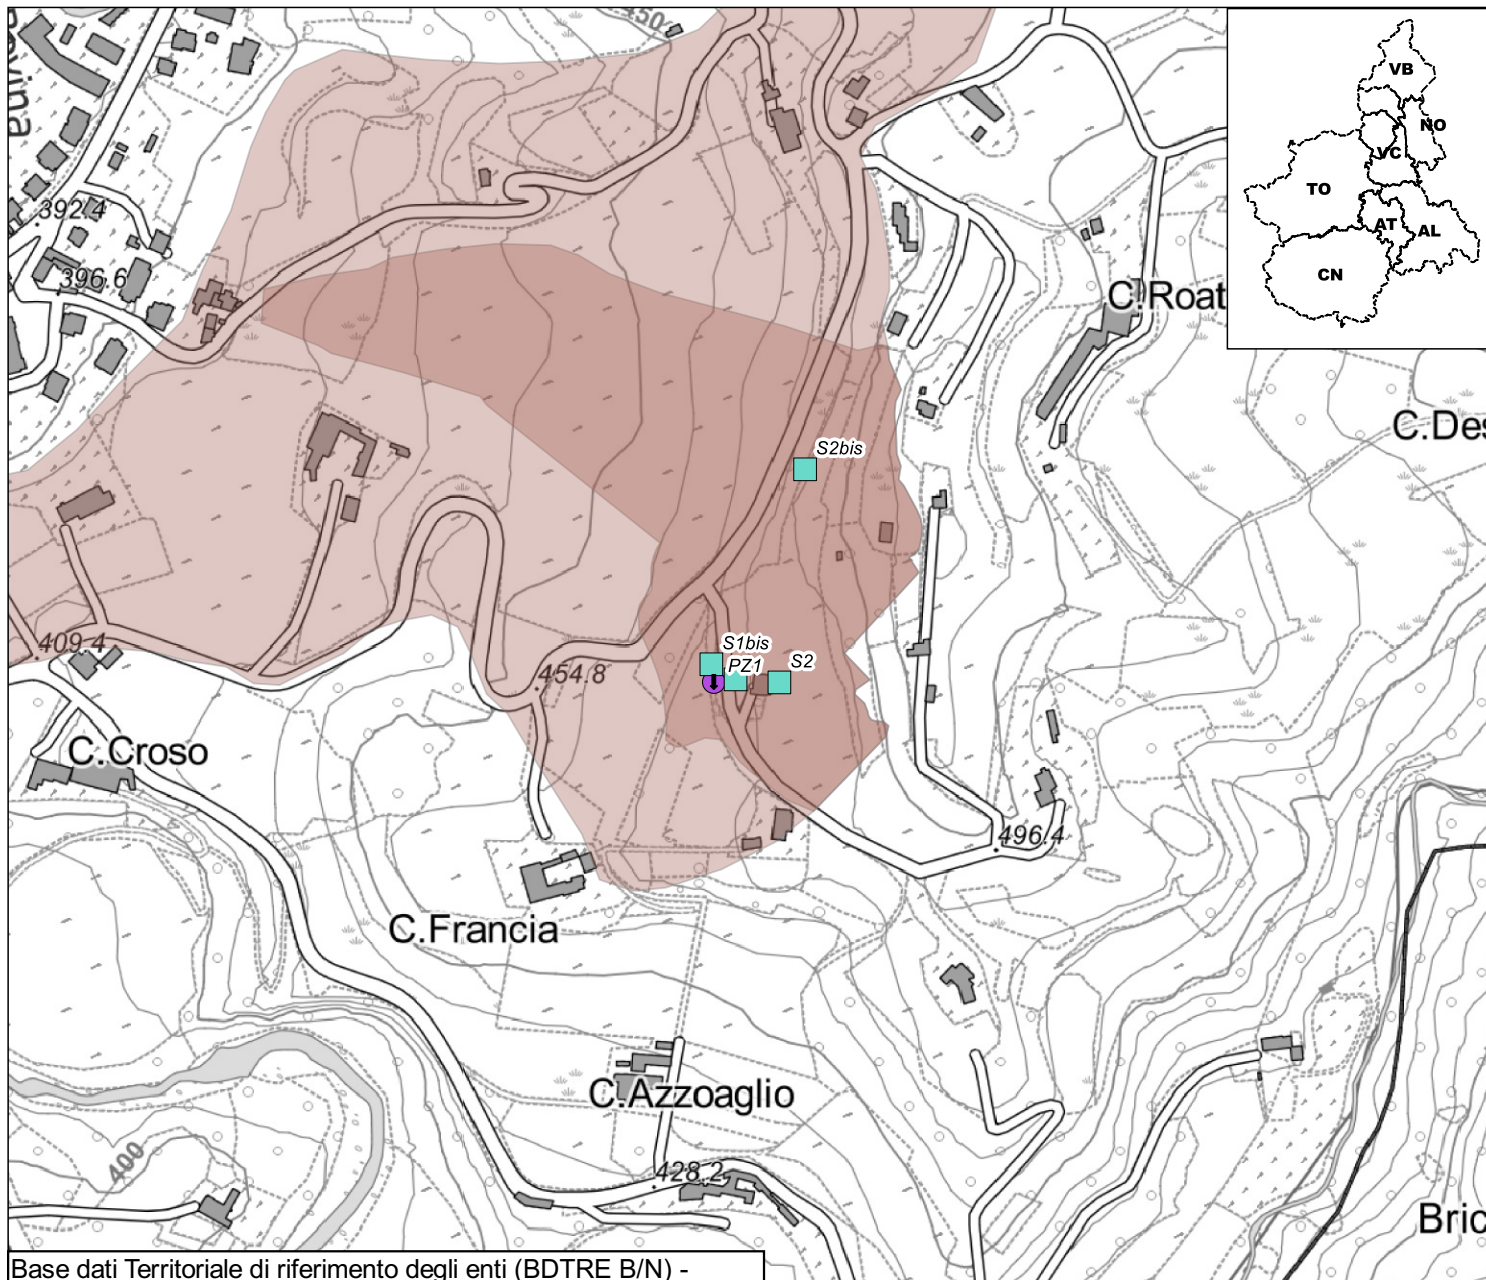 450
VB
NO
VC
TO
AT
AL
CN
392.4
396.6
C.Roat
C.Des
S2bis
409.4
454.8
S1bis
PZ1
S2
C.Croso
496.4
C.Francia
C.Azzoaglio
400
428.2
Bric
Base dati Territoriale di riferimento degli enti (BDTRE B/N) -